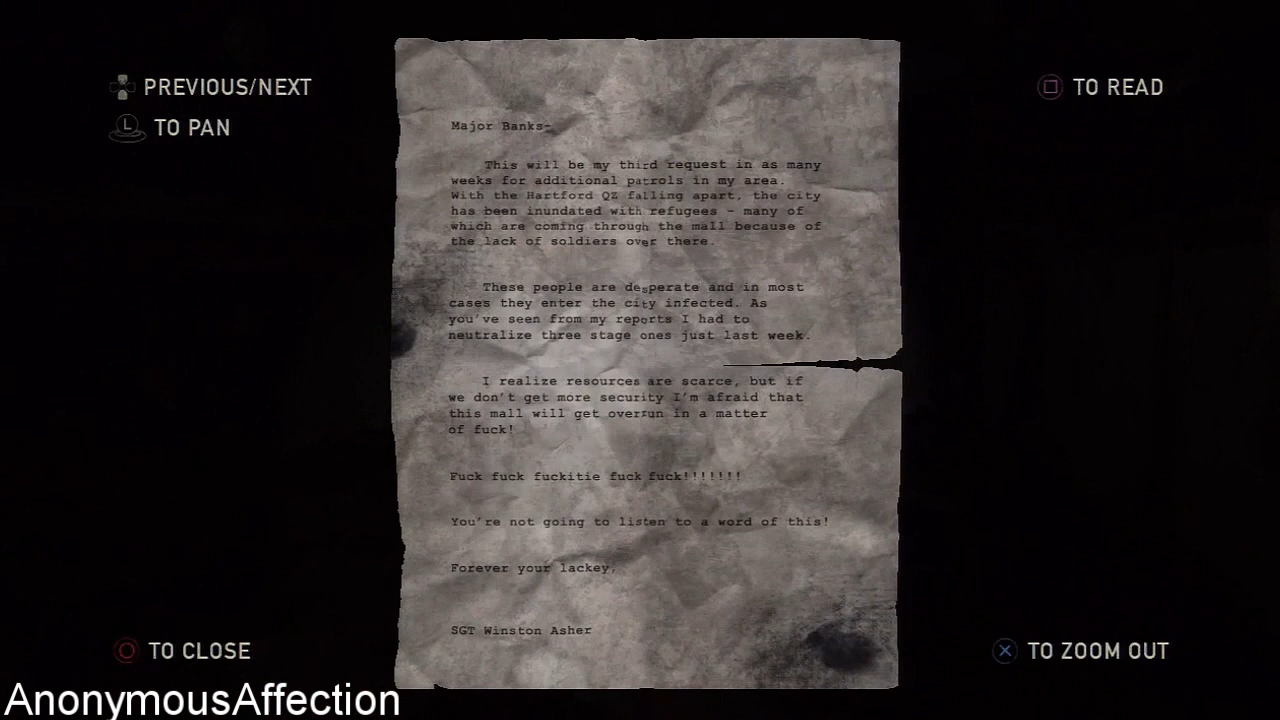 PREVIOUS/NEXT
L TO PAN
TO READ
Major Banks-
This will be my third request in as many
weeks for additional patrols in my area.
With the Hartford QZ falling apart, the city
has been inundated with refugees - many of
which are coming through the mall because of
the lack of soldiers over there.
These people are desperate and in most
cases they enter the city infected. As
you've seen from my reports I had to
neutralize three stage ones just last week.
I realize resources are scarce, but if
we don't get more security I'm afraid that
this mall will get overrun in a matter
of fuck!
Fuck fuck fuckitie fuck fuck!!!!!!!
You're not going to listen to a word of this!
Forever your lackey,
SGT Winston Asher
TO CLOSE
TO ZOOM OUT
AnonymousAffection